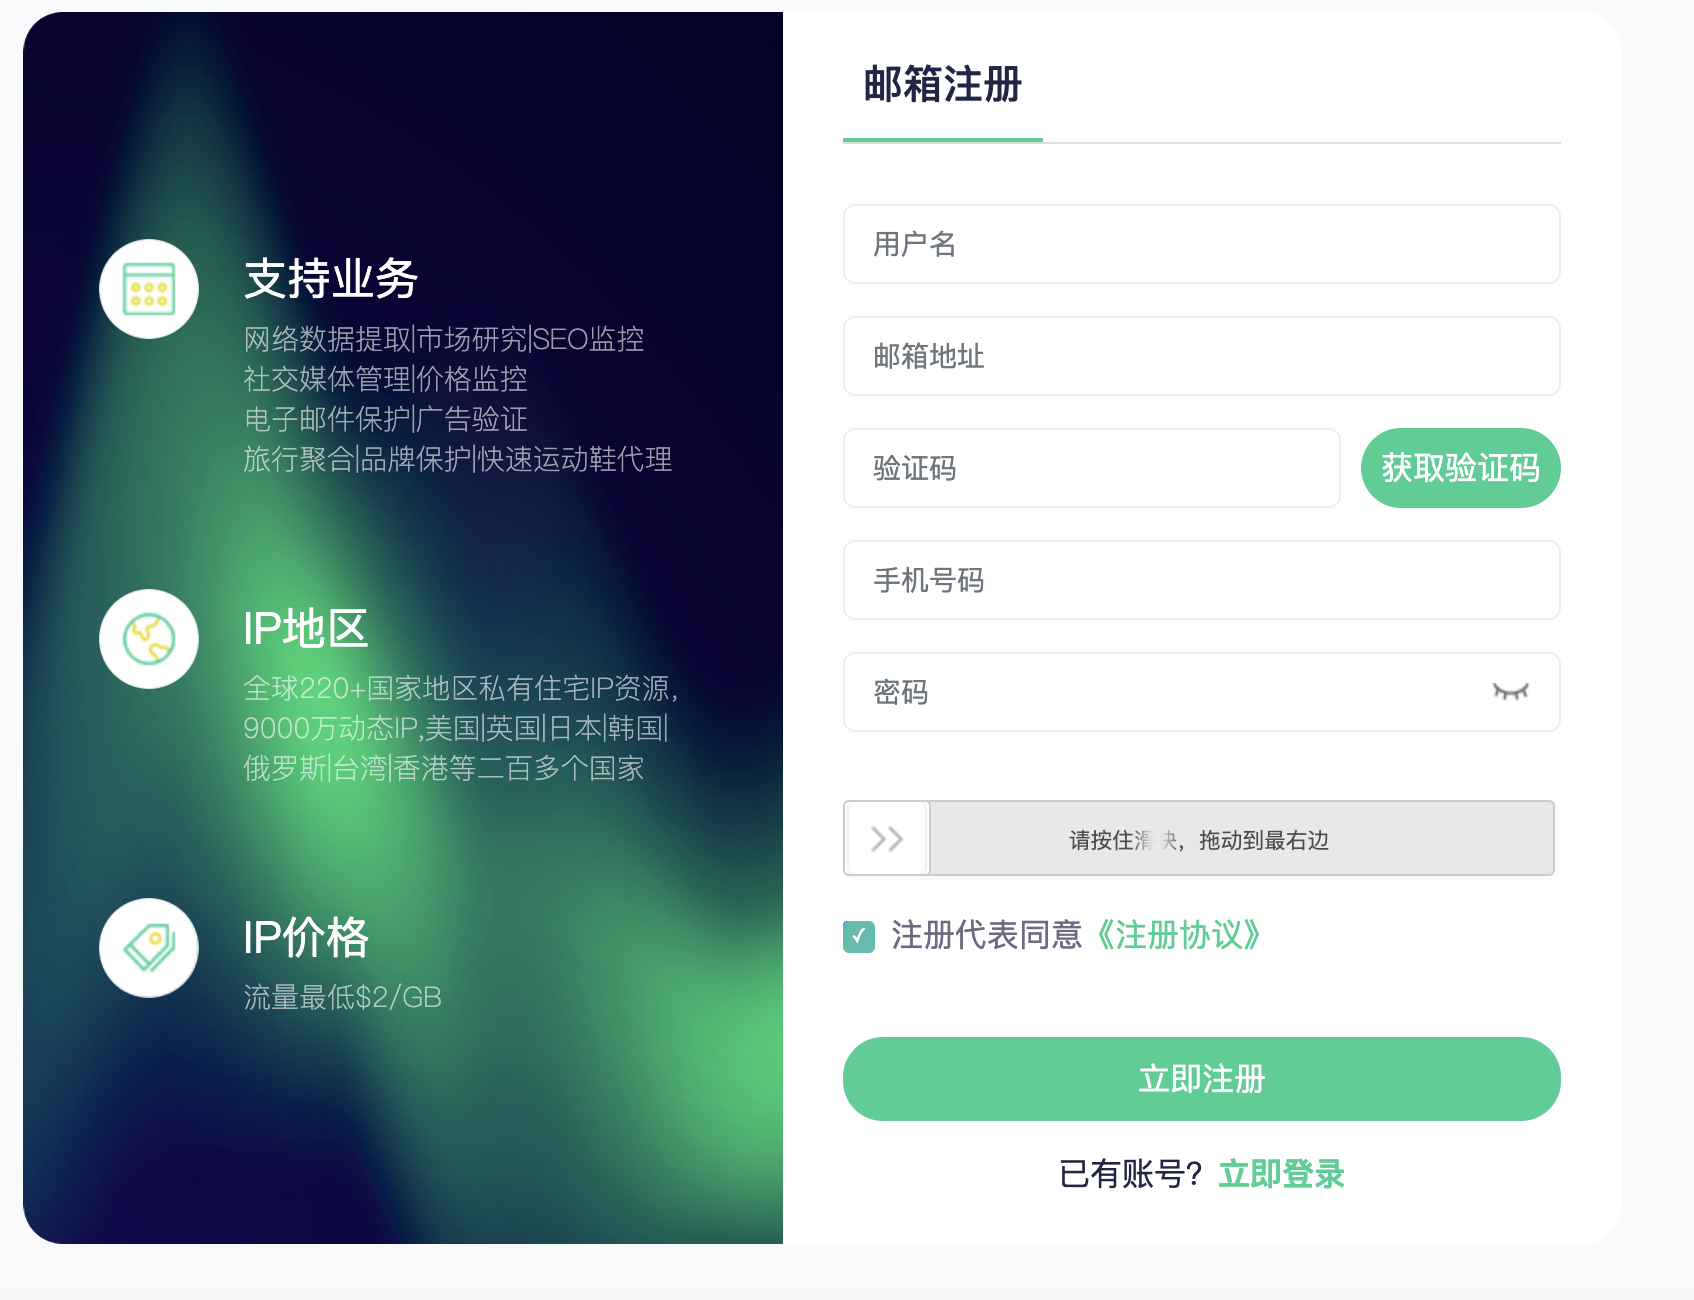 支持业务
网络数据提取|市场研究|SEO监控
社交媒体管理|价格监控
电子邮件保护|广告验证
旅行聚合|品牌保护|快速运动鞋代理
IP地区
全球220+国家地区私有住宅IP资源,
9000万动态IP,美国|英国|日本|韩国|
俄罗斯|台湾|香港等二百多个国家
IP价格
流量最低$2/GB
邮箱注册
用户名
邮箱地址
验证码
获取验证码
手机号码
密码
请按住滑块，拖动到最右边
注册代表同意《注册协议》
立即注册
已有账号？立即登录